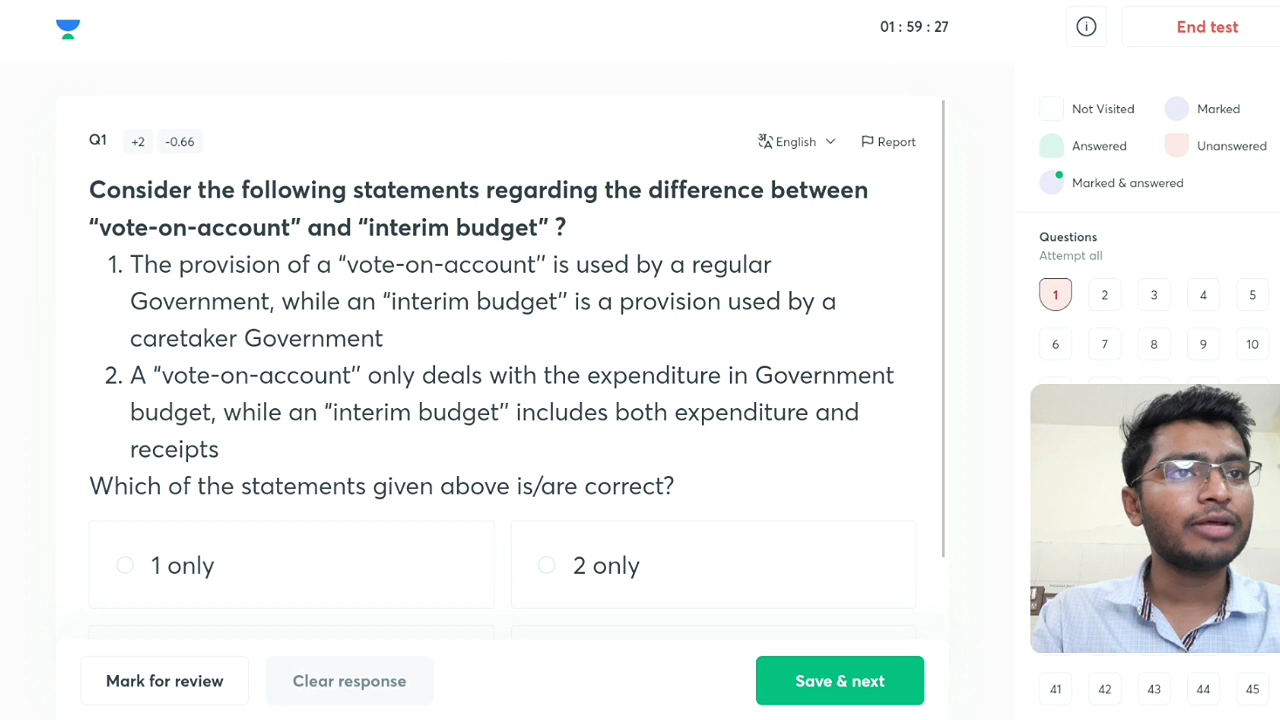 01 : 59 : 27
End test
Q1 +2 -0.66 English Report
Consider the following statements regarding the difference between
“vote-on-account” and “interim budget” ?
1. The provision of a “vote-on-account” is used by a regular
Government, while an “interim budget” is a provision used by a
caretaker Government
2. A “vote-on-account” only deals with the expenditure in Government
budget, while an “interim budget” includes both expenditure and
receipts
Which of the statements given above is/are correct?
1 only
2 only
Mark for review
Clear response
Save & next
Not Visited
Marked
Answered
Unanswered
Marked & answered
Questions
Attempt all
1 2 3 4 5
6 7 8 9 10
41 42 43 44 45